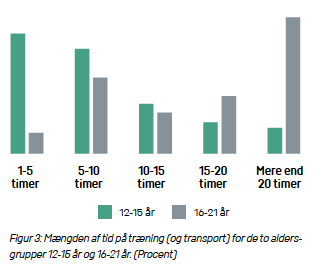 1-5 timer
5-10 timer
10-15 timer
15-20 timer
Mere end 20 timer
12-15 år
16-21 år
Figur 3: Mængden af tid på træning (og transport) for de to alders-
grupper 12-15 år og 16-21 år. (Procent)